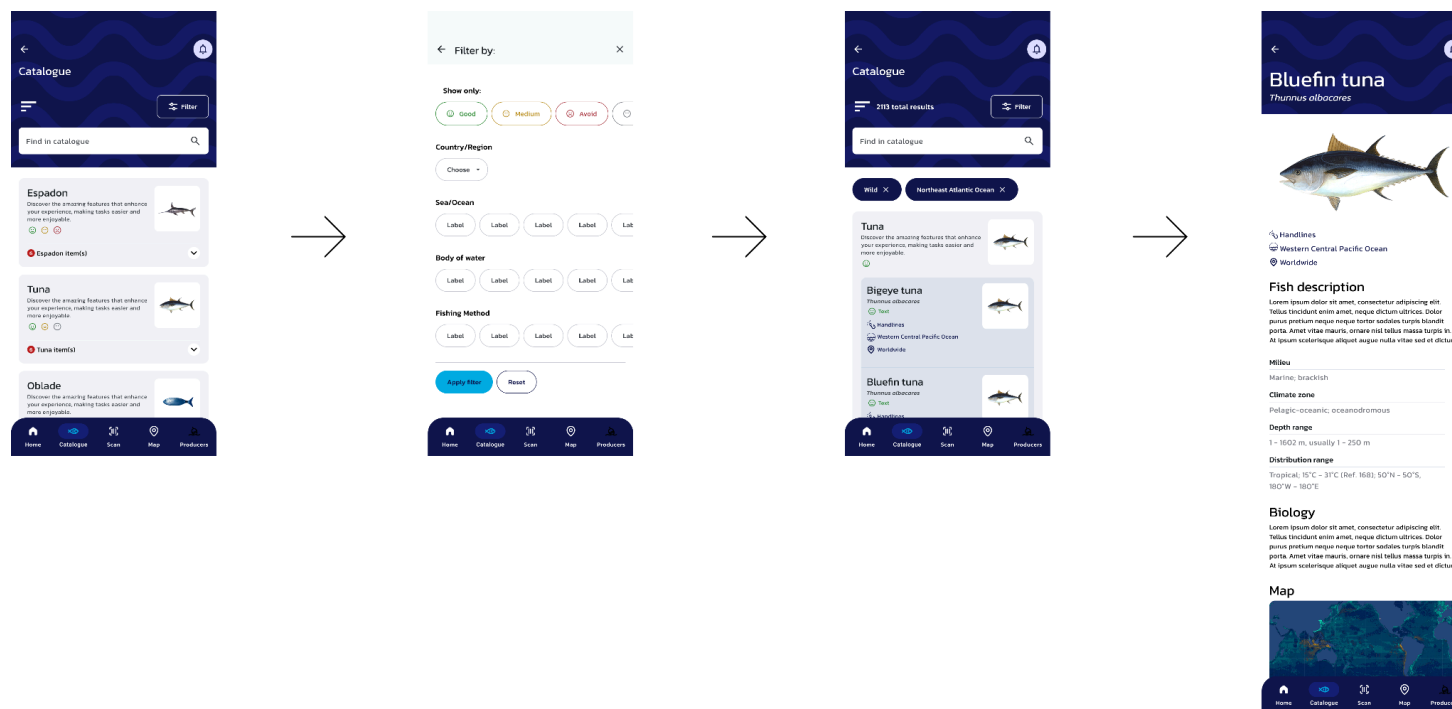 Catalogue
Filter
Find in catalogue
Espadon
Discover the amazing features that enhance
your experience, making tasks easier and
more enjoyable.
Espadon item(s)
Tuna
Discover the amazing features that enhance
your experience, making tasks easier and
more enjoyable.
Tuna item(s)
Oblade
Discover the amazing features that enhance
your experience, making tasks easier and
more enjoyable.
Home
Catalogue
Scan
Map
Producers
Filter by:
Show only:
Good
Medium
Avoid
Country/Region
Choose
Sea/Ocean
Label
Label
Label
Label
Lab
Body of water
Label
Label
Label
Label
Lab
Fishing Method
Label
Label
Label
Label
Lab
Apply filter
Reset
Home
Catalogue
Scan
Map
Producers
Catalogue
2113 total results
Filter
Find in catalogue
Wild
Northeast Atlantic Ocean
Tuna
Discover the amazing features that enhance
your experience, making tasks easier and
more enjoyable.
Bigeye tuna
Thunnus albacares
Text
Handlines
Western Central Pacific Ocean
Worldwide
Bluefin tuna
Thunnus albacares
Text
Handlines
Home
Catalogue
Scan
Map
Producers
Bluefin tuna
Thunnus albacares
Handlines
Western Central Pacific Ocean
Worldwide
Fish description
Lorem ipsum dolor sit amet, consectetur adipiscing elit.
Tellus tincidunt enim amet, neque dictum ultrices. Dolor
purus pretium neque neque tortor sodales turpis blandit
porta. Amet vitae mauris, ornare nisl tellus massa turpis in.
At ipsum scelerisque aliquet augue nulla vitae sed et dictu
Milieu
Marine; brackish
Climate zone
Pelagic-oceanic; oceanodromous
Depth range
1 - 1602 m, usually 1 - 250 m
Distribution range
Tropical; 15°C - 31°C (Ref. 168); 50°N - 50°S,
180°W - 180°E
Biology
Lorem ipsum dolor sit amet, consectetur adipiscing elit.
Tellus tincidunt enim amet, neque dictum ultrices. Dolor
purus pretium neque neque tortor sodales turpis blandit
porta. Amet vitae mauris, ornare nisl tellus massa turpis in.
At ipsum scelerisque aliquet augue nulla vitae sed et dictu
Map
Home
Catalogue
Scan
Map
Produce